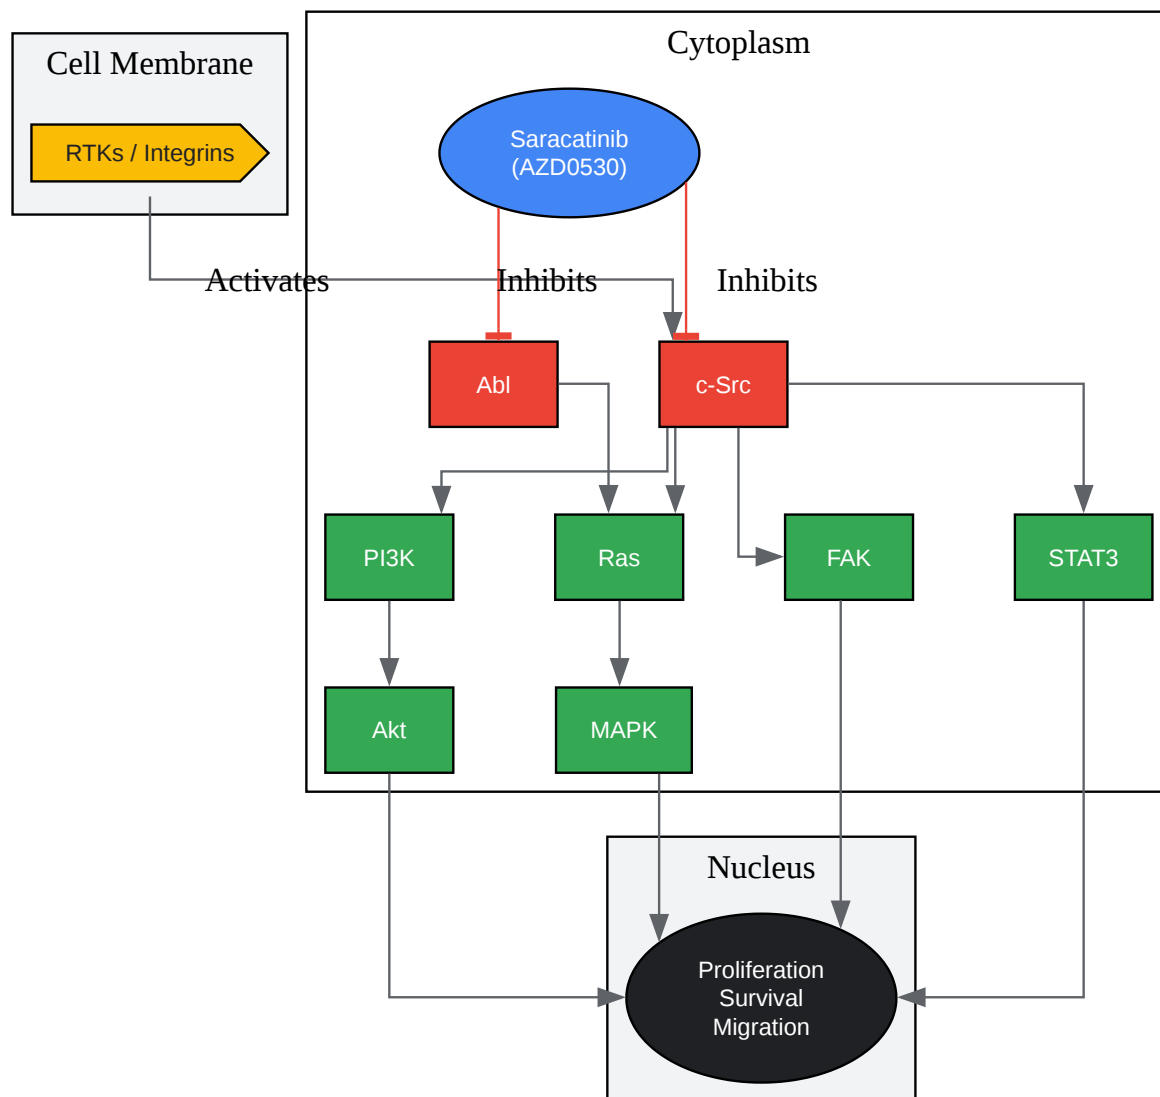 Cytoplasm
Cell Membrane
RTKs / Integrins
Saracatinib
(AZD0530)
Activates
Inhibits
Inhibits
Abl
c-Src
PI3K
Ras
FAK
STAT3
Akt
MAPK
Nucleus
Proliferation
Survival
Migration